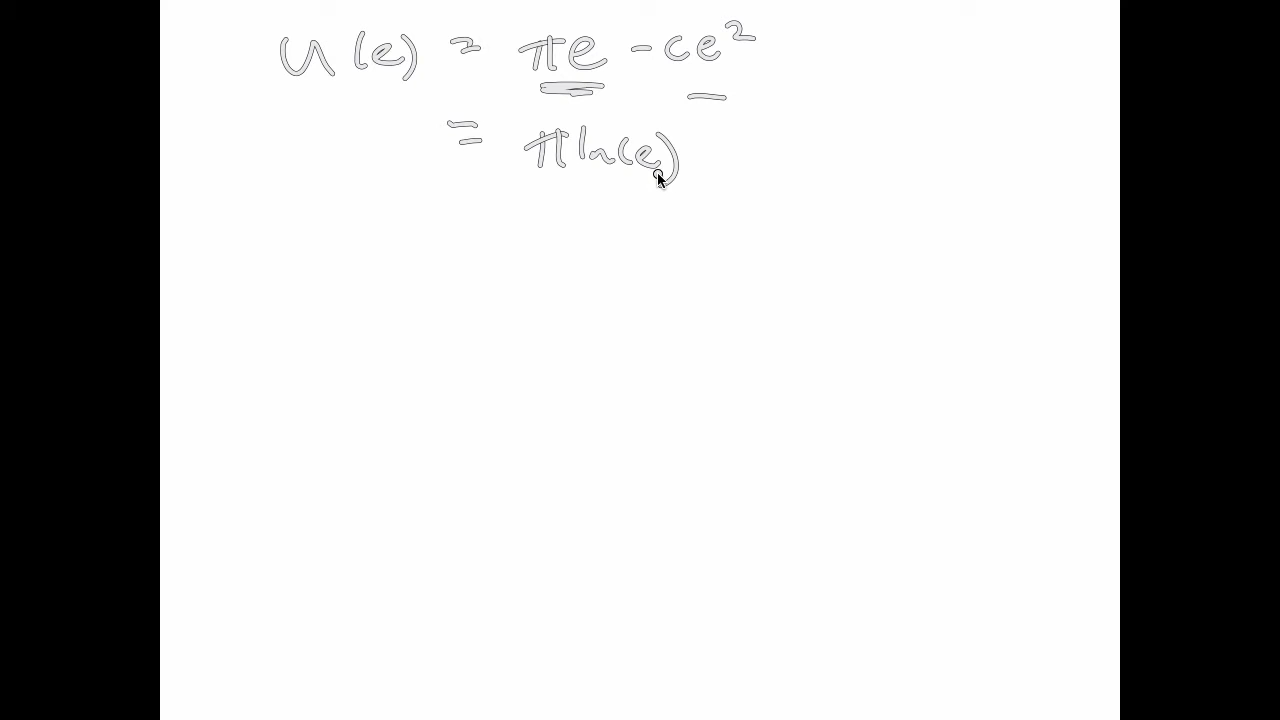 u(e) = πe - ce²
= π ln(e)